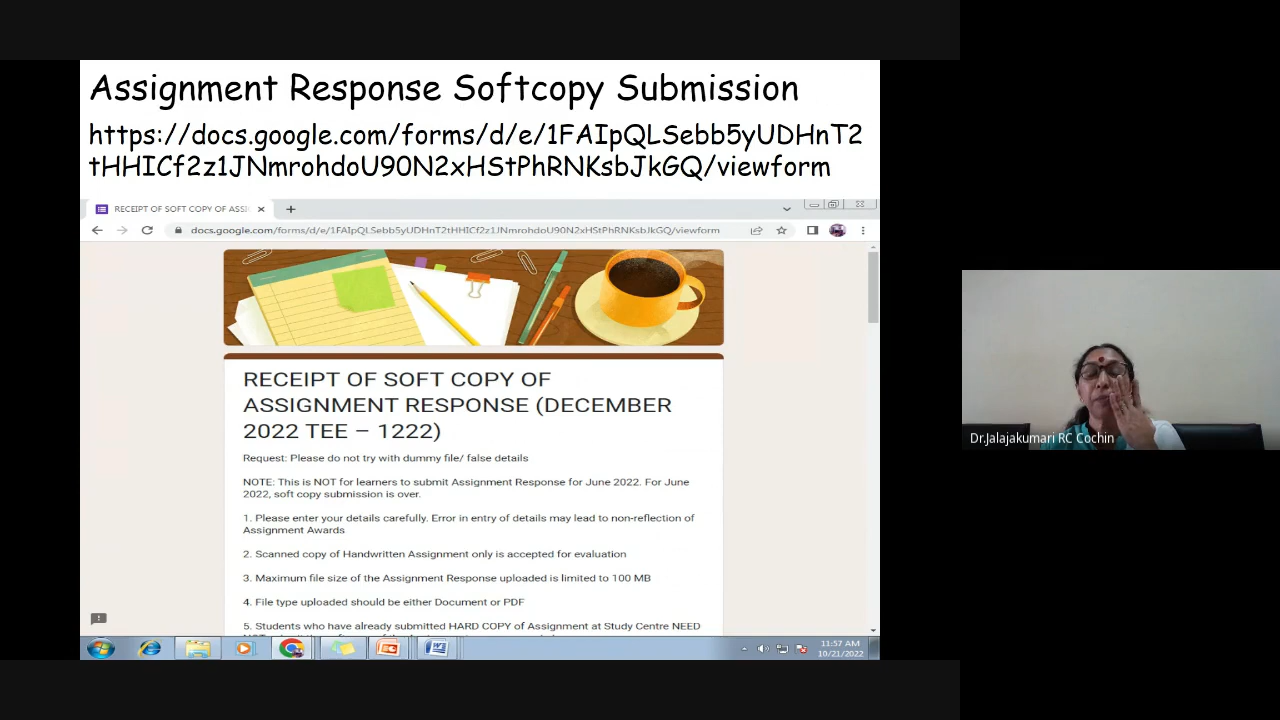 Assignment Response Softcopy Submission
https://docs.google.com/forms/d/e/1FAIpQLSebb5yUDHnT2
tHHICf2z1JNmrohdoU90N2xHStPhRNKsbJkGQ/viewform
RECEIPT OF SOFT COPY OF ASSI
docs.google.com/forms/d/e/1FAIpQLSebb5yUDHnT2tHHICf2z1JNmrohdoU90N2xHStPhRNKsbJkGQ/viewform
RECEIPT OF SOFT COPY OF
ASSIGNMENT RESPONSE (DECEMBER
2022 TEE – 1222)
Request: Please do not try with dummy file/ false details
NOTE: This is NOT for learners to submit Assignment Response for June 2022. For June
2022, soft copy submission is over.
1. Please enter your details carefully. Error in entry of details may lead to non-reflection of
Assignment Awards
2. Scanned copy of Handwritten Assignment only is accepted for evaluation
3. Maximum file size of the Assignment Response uploaded is limited to 100 MB
4. File type uploaded should be either Document or PDF
5. Students who have already submitted HARD COPY of Assignment at Study Centre NEED
11:57 AM
10/21/2022
Dr.Jalajakumari RC Cochin